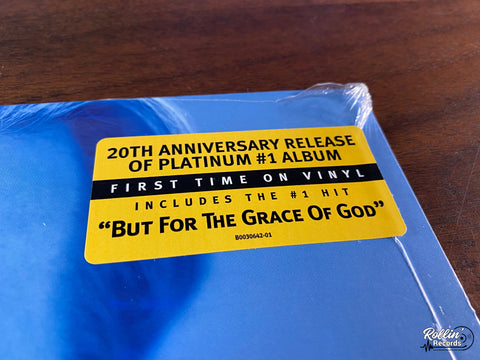 20TH ANNIVERSARY RELEASE
OF PLATINUM #1 ALBUM
FIRST TIME ON VINYL
INCLUDES THE #1 HIT
“BUT FOR THE GRACE OF GOD”
B0030642-01
Rollin'
Records